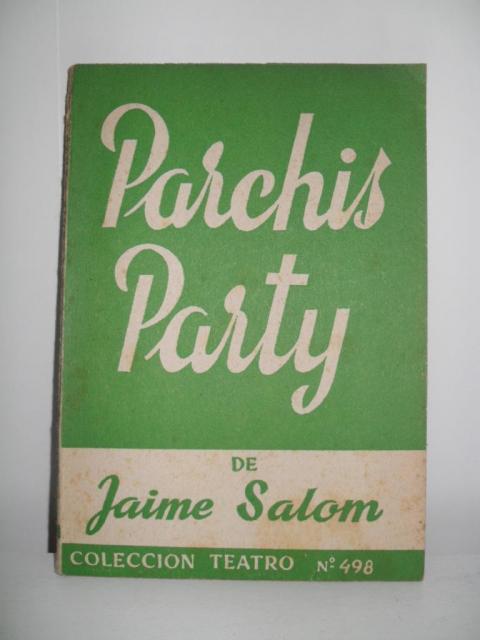 Parchis
Party
DE
Jaime Salom
COLECCION TEATRO Nº 498